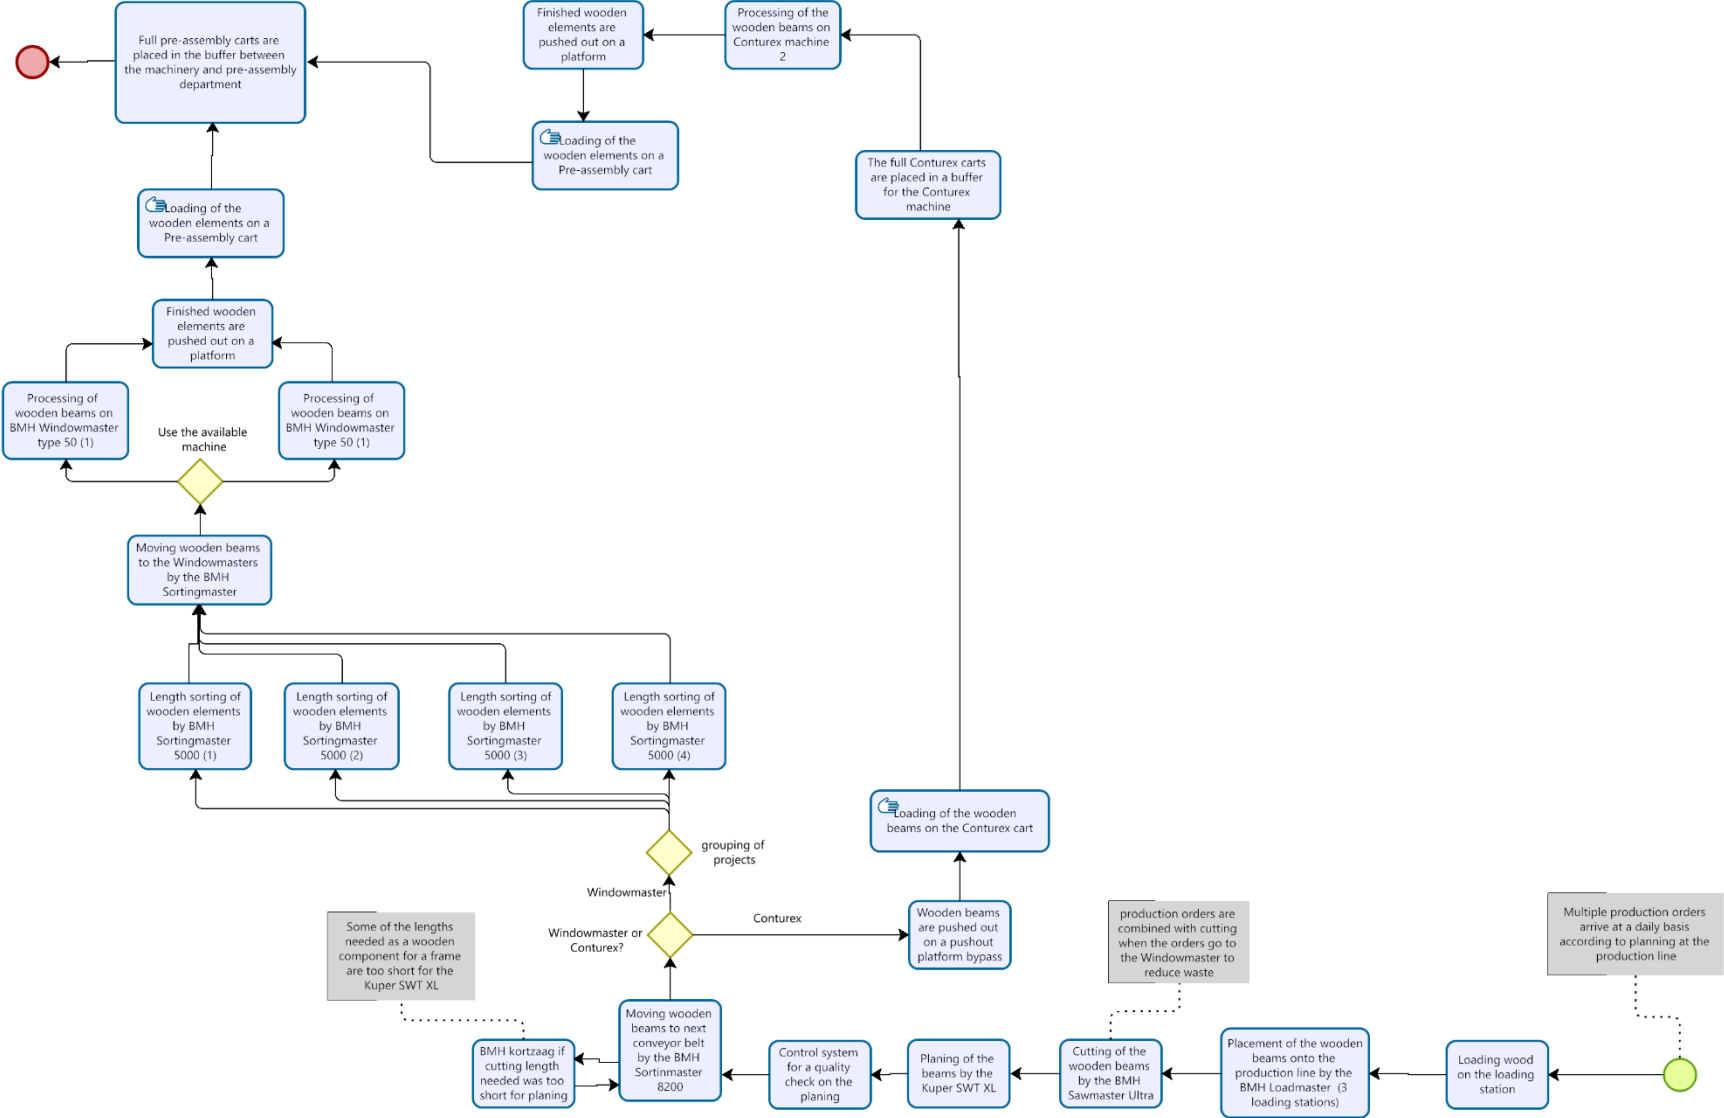 Full pre-assembly carts are
placed in the buffer between
the machinery and pre-assembly
department
Finished wooden
elements are
pushed out on a
platform
Processing of the
wooden beams on
Conturex machine
2
Loading of the
wooden elements on a
Pre-assembly cart
The full Conturex carts
are placed in a buffer
for the Conturex
machine
Loading of the
wooden elements on a
Pre-assembly cart
Finished wooden
elements are
pushed out on a
platform
Processing of
wooden beams on
BMH Windowmaster
type 50 (1)
Use the available
machine
Processing of
wooden beams on
BMH Windowmaster
type 50 (1)
Moving wooden beams
to the Windowmasters
by the BMH
Sortingmaster
Length sorting of
wooden elements
by BMH
Sortingmaster
5000 (1)
Length sorting of
wooden elements
by BMH
Sortingmaster
5000 (2)
Length sorting of
wooden elements
by BMH
Sortingmaster
5000 (3)
Length sorting of
wooden elements
by BMH
Sortingmaster
5000 (4)
Loading of the wooden
beams on the Conturex cart
grouping of
projects
Windowmaster
Windowmaster or
Conturex?
Conturex
Wooden beams
are pushed out
on a pushout
platform bypass
Some of the lengths
needed as a wooden
component for a frame
are too short for the
Kuper SWT XL
production orders are
combined with cutting
when the orders go to
the Windowmaster to
reduce waste
Multiple production orders
arrive at a daily basis
according to planning at the
production line
BMH kortzaag if
cutting length
needed was too
short for planing
Moving wooden
beams to next
conveyor belt
by the BMH
Sortinmaster
8200
Control system
for a quality
check on the
planing
Planing of the
beams by the
Kuper SWT XL
Cutting of the
wooden beams
by the BMH
Sawmaster Ultra
Placement of the wooden
beams onto the
production line by the
BMH Loadmaster (3
loading stations)
Loading wood
on the loading
station